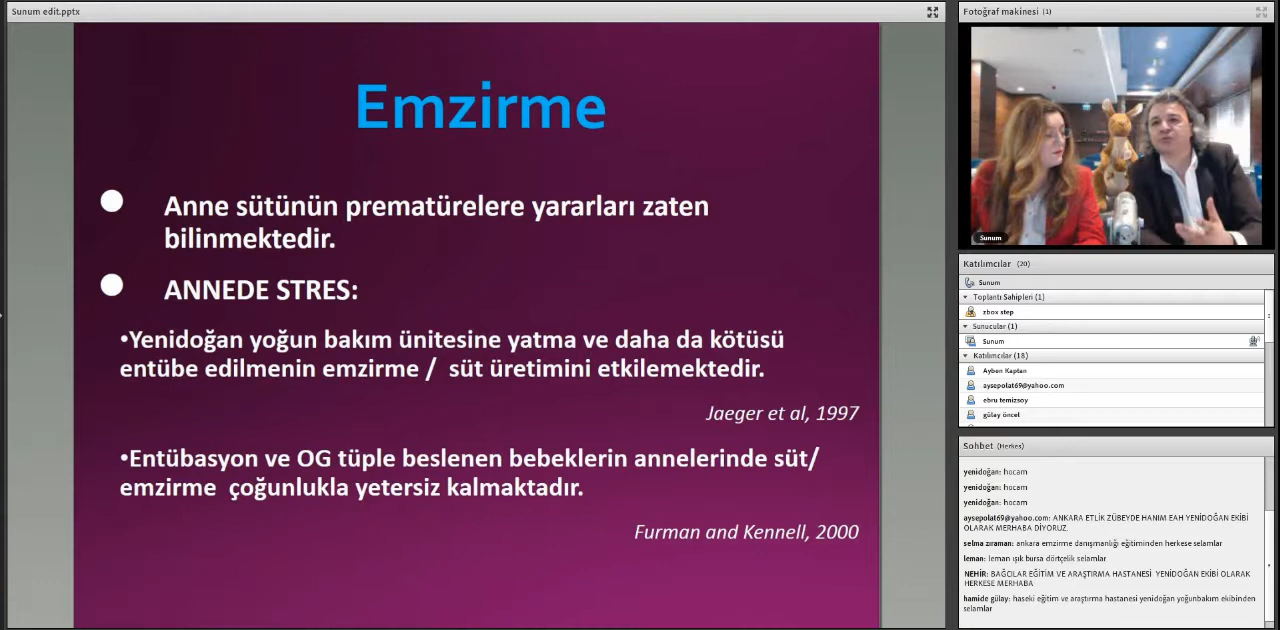 Sunum edit.pptx
Emzirme
Anne sütünün prematürelere yararları zaten
bilinmektedir.
ANNEDE STRES:
•Yenidoğan yoğun bakım ünitesine yatma ve daha da kötüsü
entübe edilmenin emzirme / süt üretimini etkilemektedir.
Jaeger et al, 1997
•Entübasyon ve OG tüple beslenen bebeklerin annelerinde süt/
emzirme çoğunlukla yetersiz kalmaktadır.
Furman and Kennell, 2000
Fotoğraf makinesi (1)
Sunum
Katılımcılar (20)
Sunum
Toplantı Sahipleri (1)
zbox step
Sunucular (1)
Sunum
Katılımcılar (18)
Ayben Kaptan
aysepolat69@yahoo.com
ebru temizsoy
gülay öncel
Sohbet (Herkes)
yenidoğan: hocam
yenidoğan: hocam
yenidoğan: hocam
aysepolat69@yahoo.com: ANKARA ETLİK ZÜBEYDE HANIM EAH YENİDOĞAN EKİBİ
OLARAK MERHABA DİYORUZ.
selma zıraman: ankara emzirme danışmanlığı eğitiminden herkese selamlar
leman: leman ışık bursa dörtçelik selamlar
NEHİR: BAĞCILAR EĞİTİM VE ARAŞTIRMA HASTANESİ YENİDOĞAN EKİBİ OLARAK
HERKESE MERHABA
hamide gülay: haseki eğitim ve araştırma hastanesi yenidoğan yoğunbakım ekibinden
selamlar